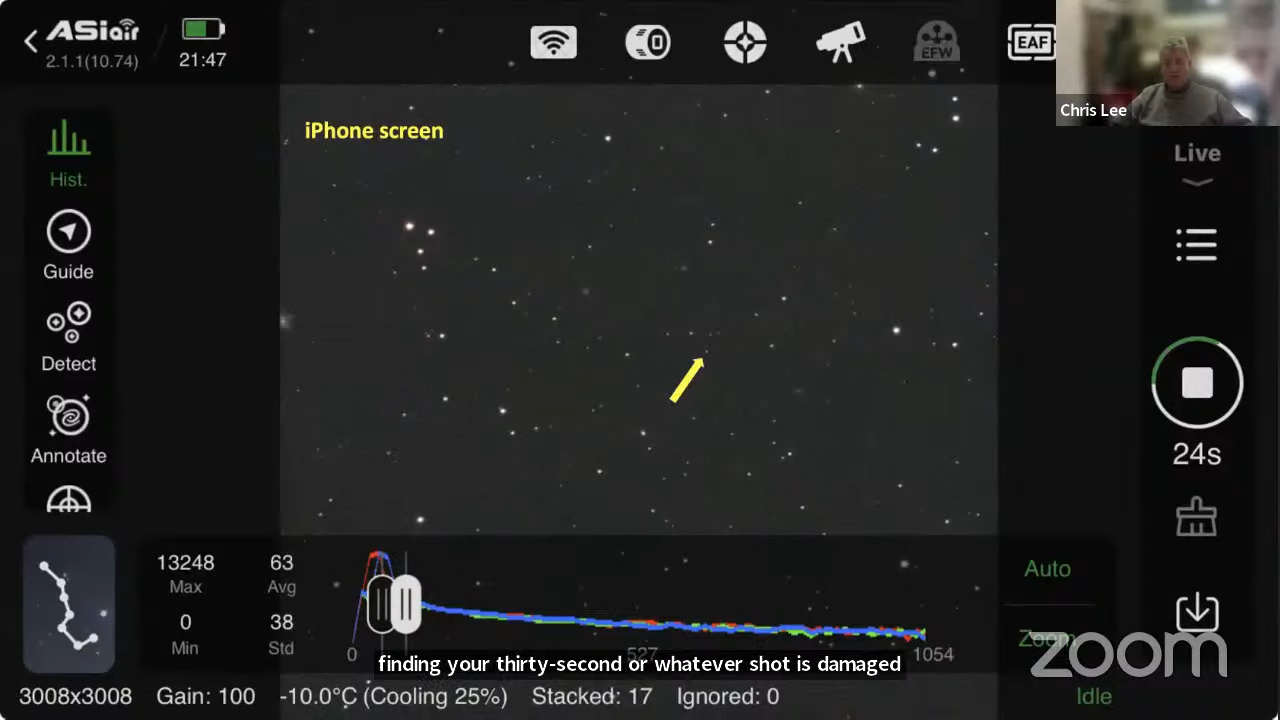 ASiair
2.1.1(10.74)
21:47
EFW
EAF
Chris Lee
iPhone screen
Hist.
Guide
Detect
Annotate
Live
24s
13248
Max
63
Avg
0
Min
38
Std
0
527
1054
Auto
Zoom
zoom
finding your thirty-second or whatever shot is damaged
3008x3008 Gain: 100 -10.0°C (Cooling 25%) Stacked: 17 Ignored: 0
Idle